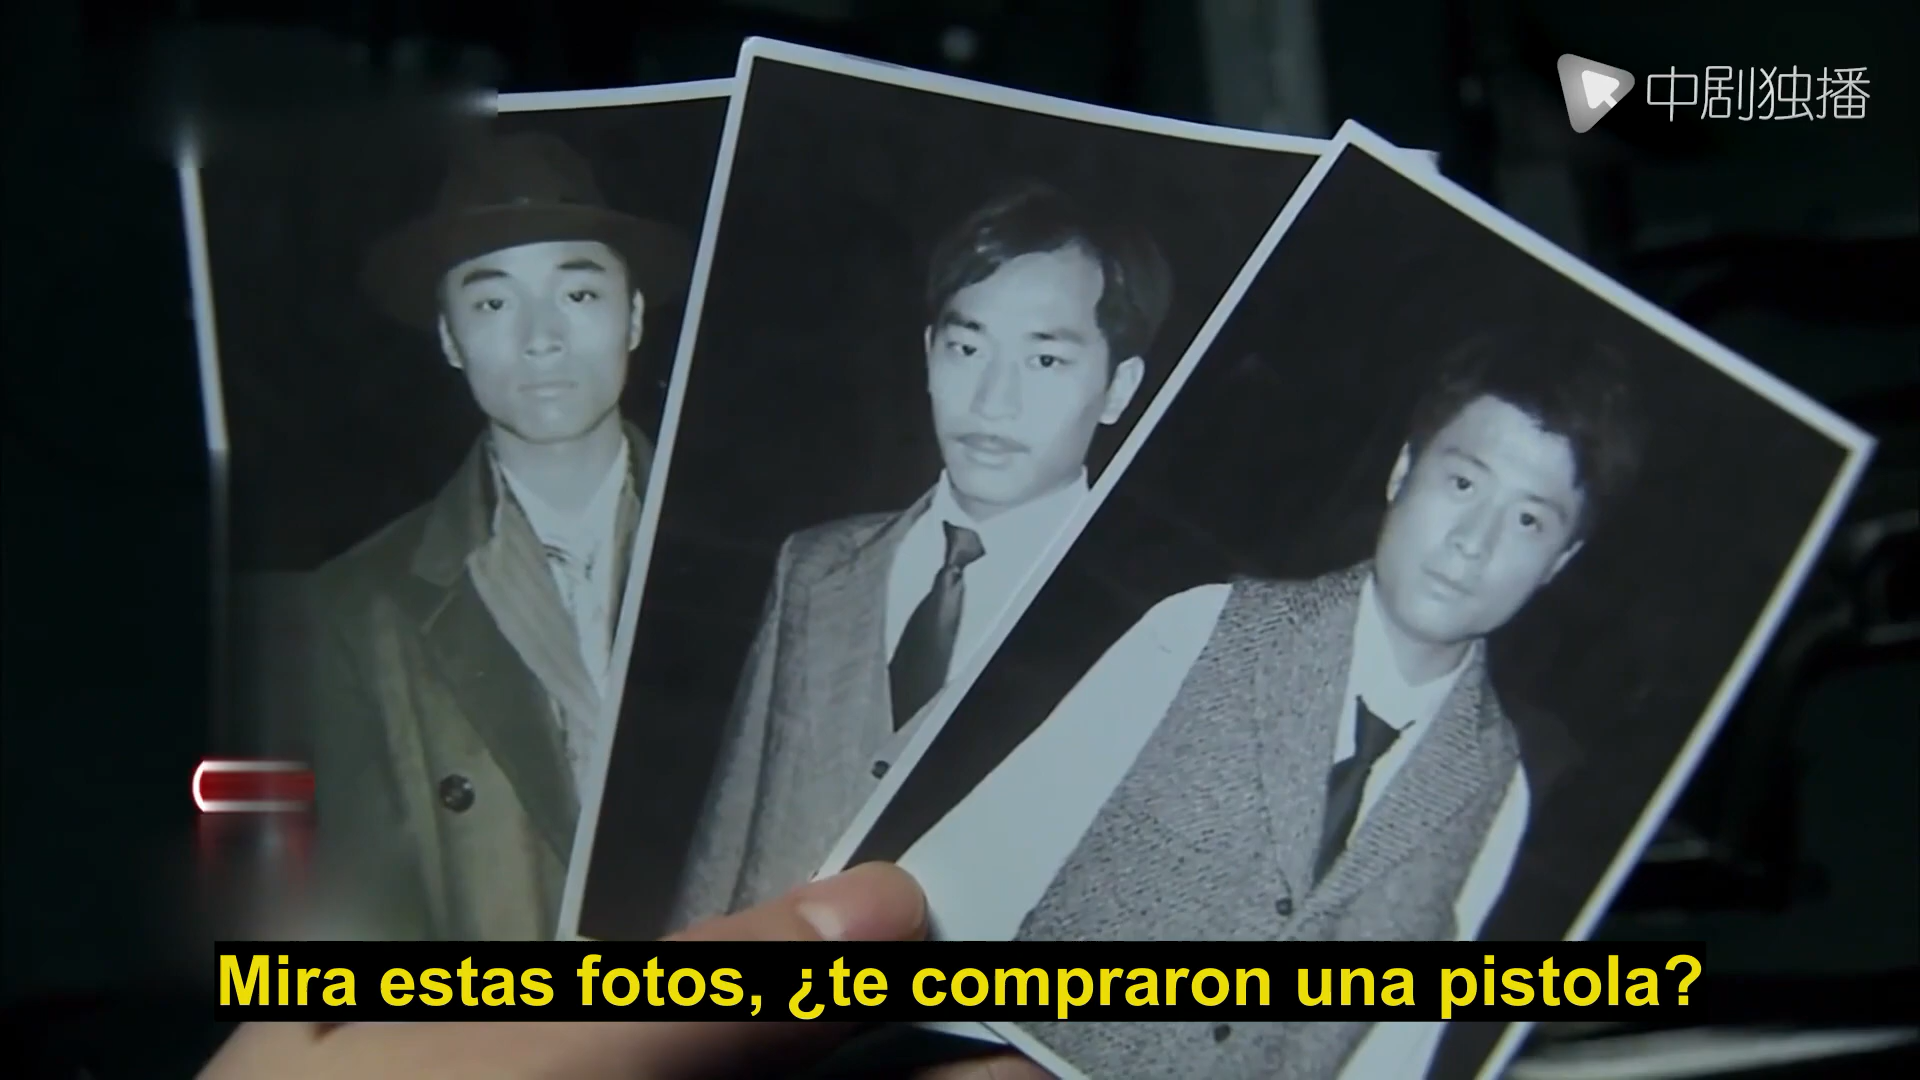 中剧独播
Mira estas fotos, ¿te compraron una pistola?